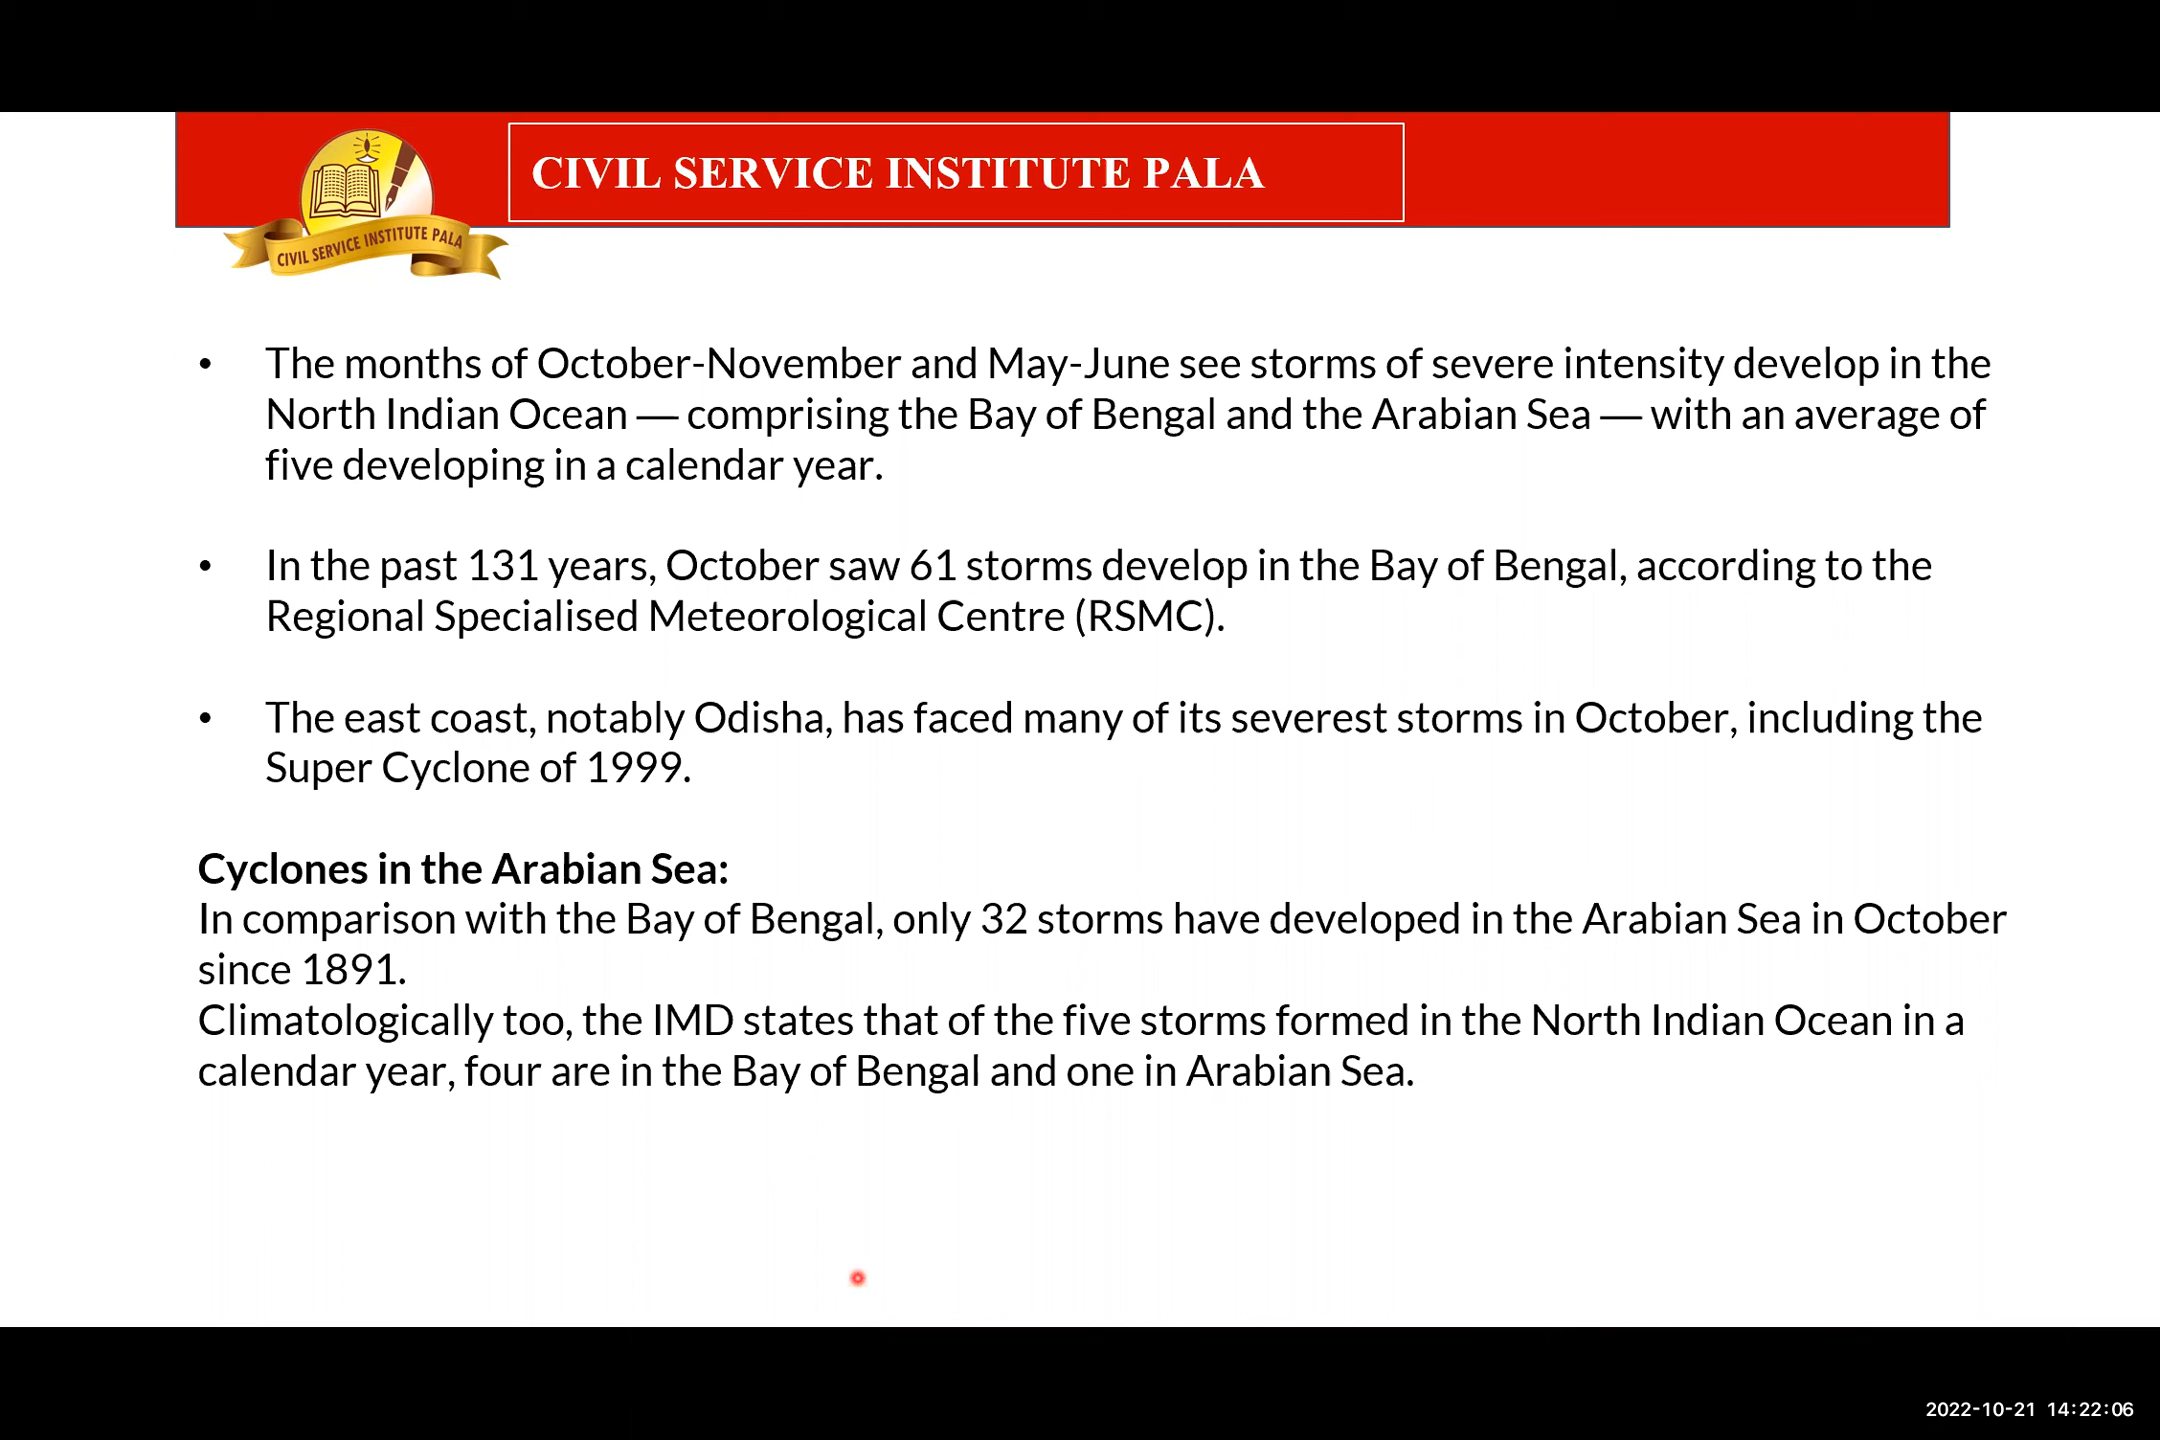 CIVIL SERVICE INSTITUTE PALA
CIVIL SERVICE INSTITUTE PALA
• The months of October-November and May-June see storms of severe intensity develop in the
North Indian Ocean — comprising the Bay of Bengal and the Arabian Sea — with an average of
five developing in a calendar year.
• In the past 131 years, October saw 61 storms develop in the Bay of Bengal, according to the
Regional Specialised Meteorological Centre (RSMC).
• The east coast, notably Odisha, has faced many of its severest storms in October, including the
Super Cyclone of 1999.
Cyclones in the Arabian Sea:
In comparison with the Bay of Bengal, only 32 storms have developed in the Arabian Sea in October
since 1891.
Climatologically too, the IMD states that of the five storms formed in the North Indian Ocean in a
calendar year, four are in the Bay of Bengal and one in Arabian Sea.
2022-10-21 14:22:06